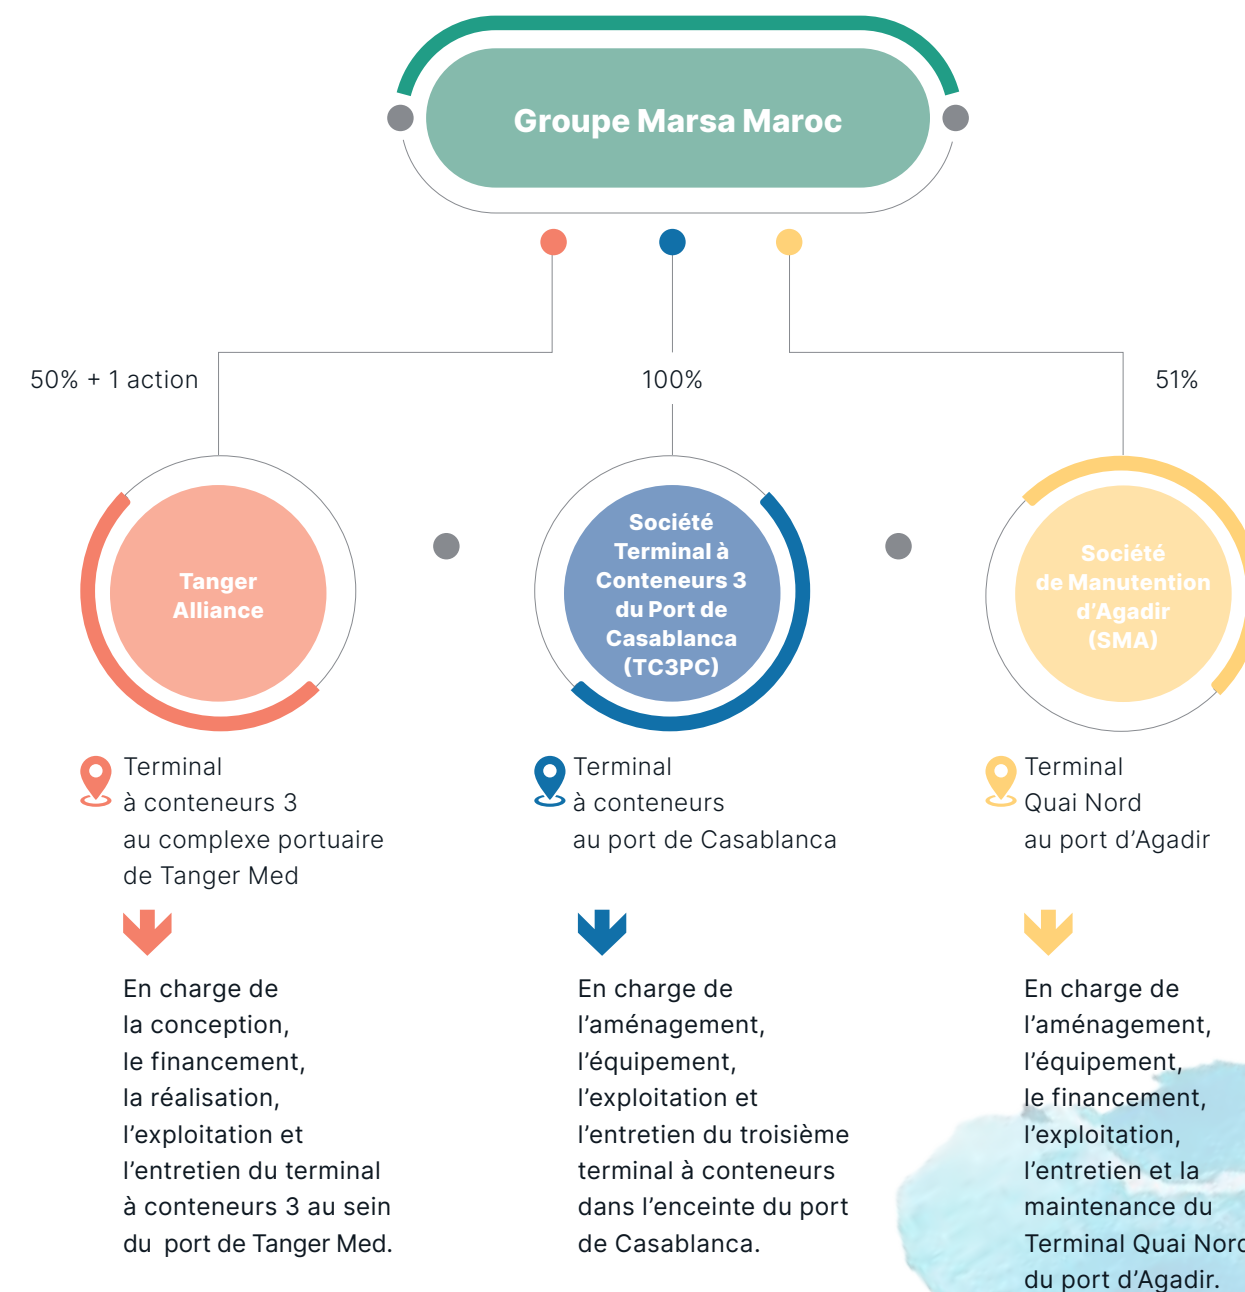 Groupe Marsa Maroc
50% + 1 action
100%
51%
Tanger
Alliance
Société
Terminal à
Conteneurs 3
du Port de
Casablanca
(TC3PC)
Société
de Manutention
d’Agadir
(SMA)
Terminal
à conteneurs 3
au complexe portuaire
de Tanger Med
Terminal
à conteneurs
au port de Casablanca
Terminal
Quai Nord
au port d’Agadir
En charge de
la conception,
le financement,
la réalisation,
l’exploitation et
l’entretien du terminal
à conteneurs 3 au sein
du port de Tanger Med.
En charge de
l’aménagement,
l’équipement,
l’exploitation et
l’entretien du troisième
terminal à conteneurs
dans l’enceinte du port
de Casablanca.
En charge de
l’aménagement,
l’équipement,
le financement,
l’exploitation,
l’entretien et la
maintenance du
Terminal Quai Nord
du port d’Agadir.